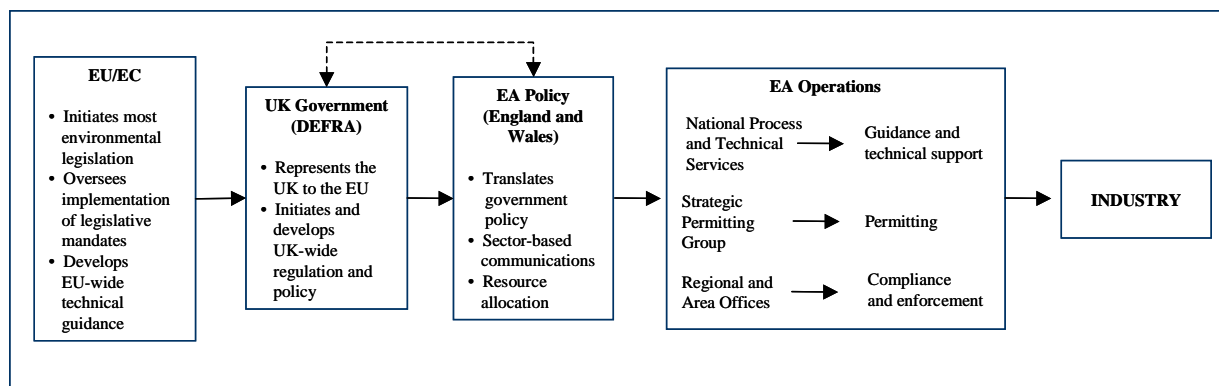 EU/EC
• Initiates most
environmental
legislation
• Oversees
implementation
of legislative
mandates
• Develops
EU-wide
technical
guidance
UK Government
(DEFRA)
• Represents the
UK to the EU
• Initiates and
develops
UK-wide
regulation and
policy
EA Policy
(England and
Wales)
• Translates
government
policy
• Sector-based
communications
• Resource
allocation
EA Operations
National Process
and Technical
Services
Guidance and
technical support
Strategic
Permitting
Group
Permitting
Regional and
Area Offices
Compliance
and enforcement
INDUSTRY